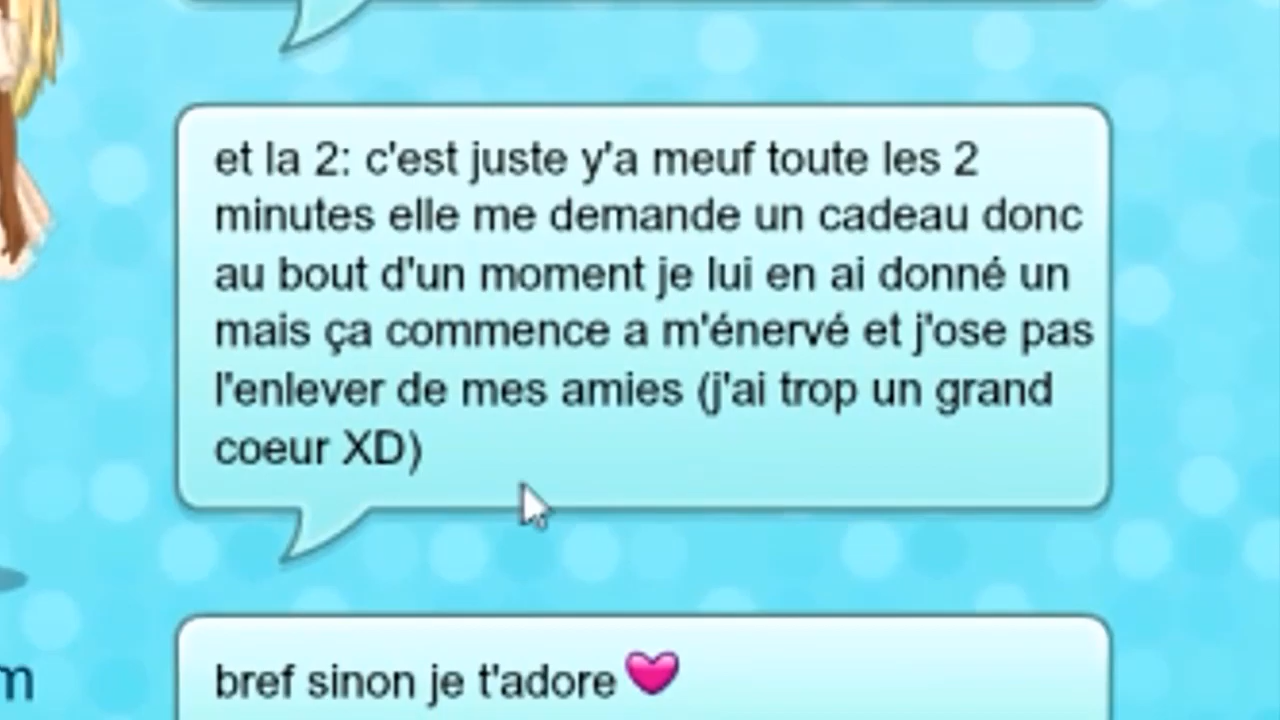 et la 2: c'est juste y'a meuf toute les 2
minutes elle me demande un cadeau donc
au bout d'un moment je lui en ai donné un
mais ça commence a m'énervé et j'ose pas
l'enlever de mes amies (j'ai trop un grand
coeur XD)
m
bref sinon je t'adore